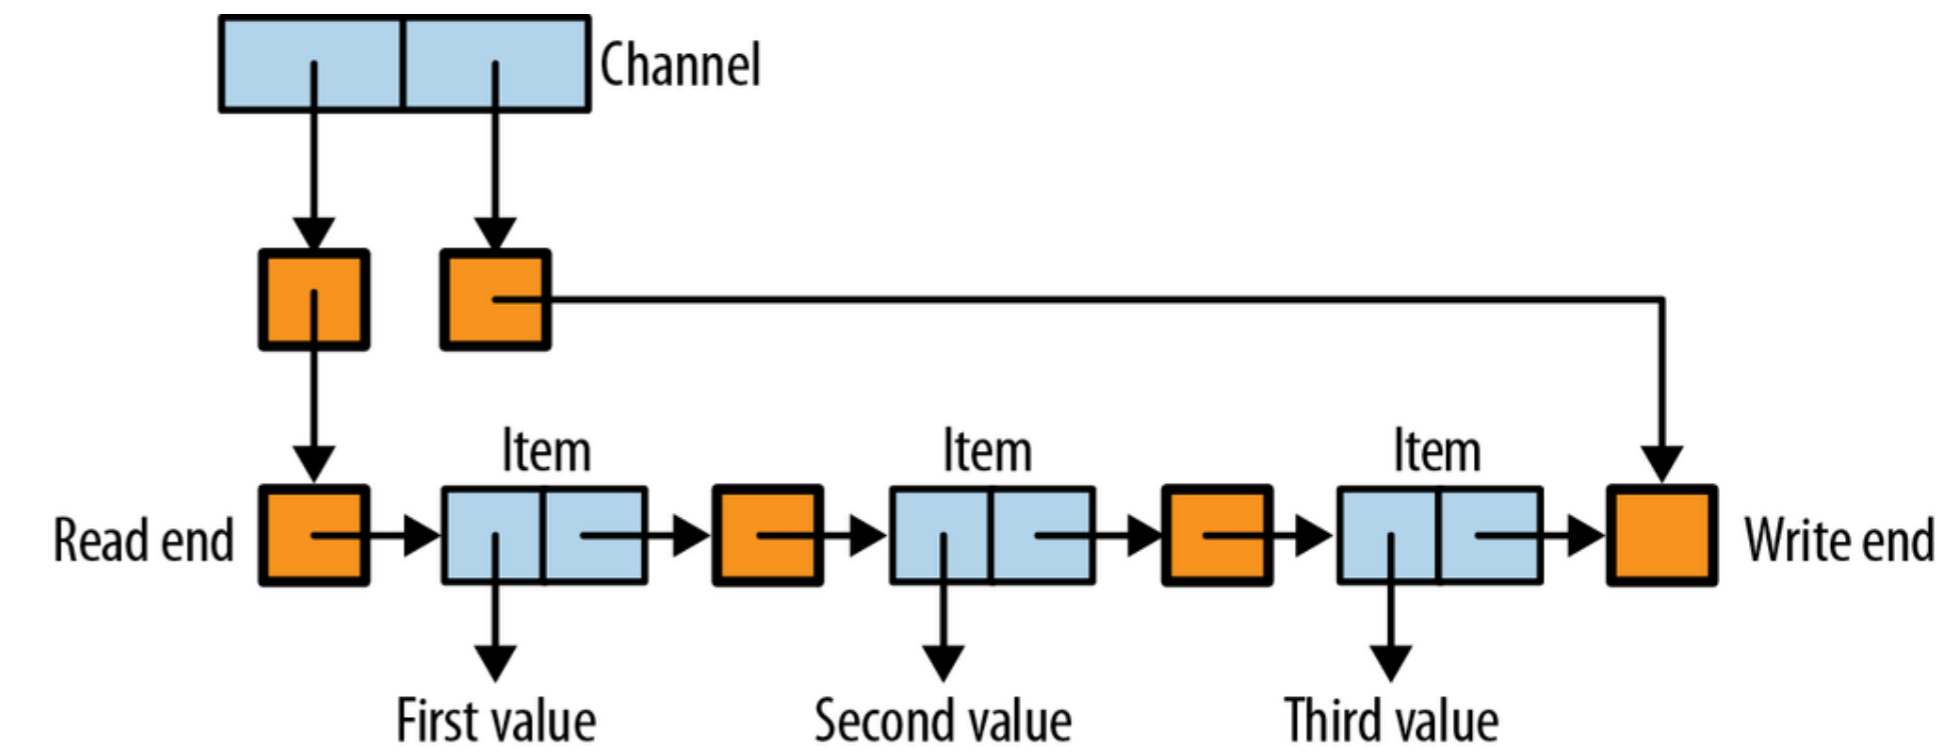 Channel
Item
Item
Item
Read end
Write end
First value
Second value
Third value